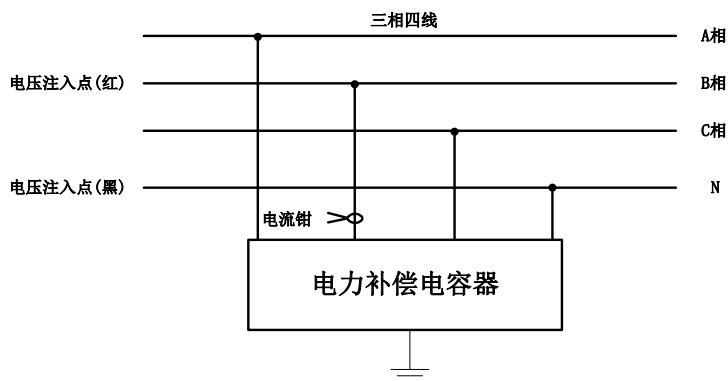 三相四线
A相
电压注入点(红)
B相
C相
电压注入点(黑)
N
电流钳
电力补偿电容器